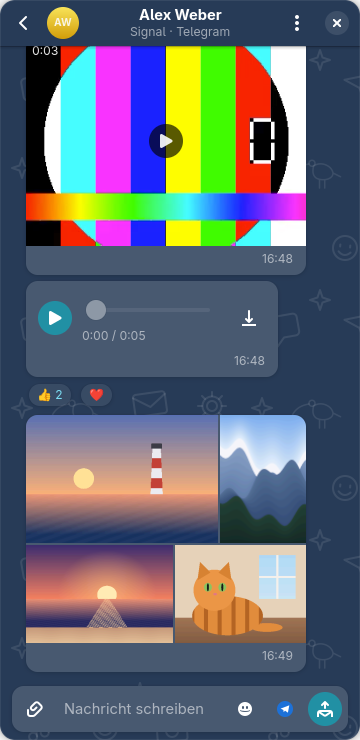 AW
Alex Weber
Signal · Telegram
0:03
0
16:48
0:00 / 0:05
16:48
👍 2
❤️
16:49
Nachricht schreiben